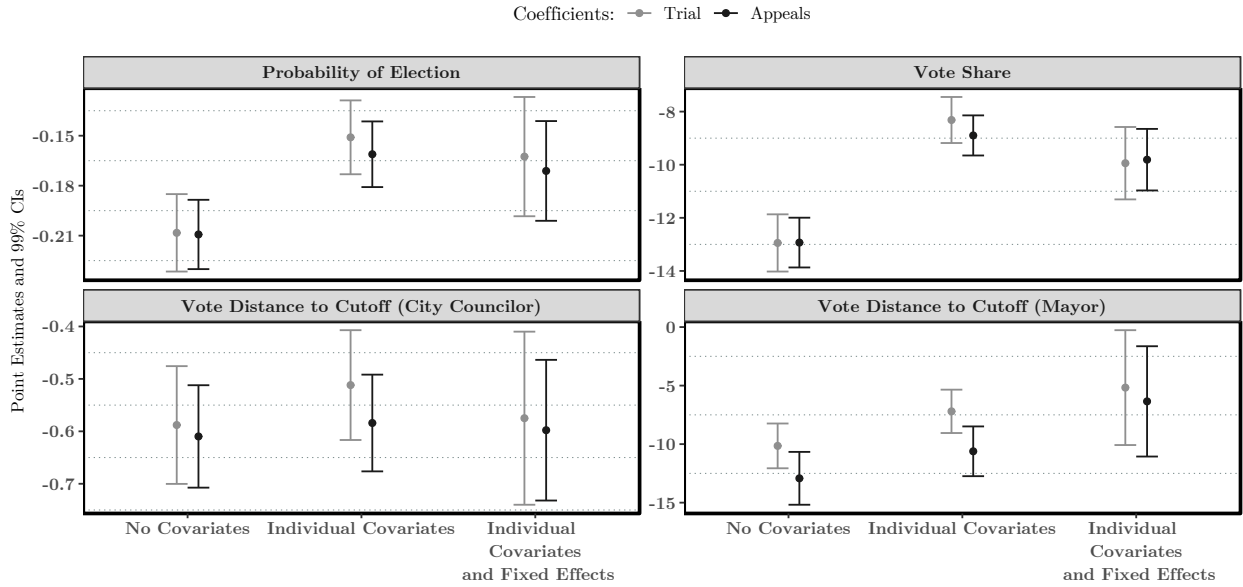 Coefficients: Trial Appeals
Probability of Election
Vote Share
-0.15
-0.18
-0.21
-8
-10
-12
-14
Point Estimates and 99% CIs
Vote Distance to Cutoff (City Councilor)
Vote Distance to Cutoff (Mayor)
-0.4
-0.5
-0.6
-0.7
0
-5
-10
-15
No Covariates
Individual Covariates
Individual
Covariates
and Fixed Effects
No Covariates
Individual Covariates
Individual
Covariates
and Fixed Effects